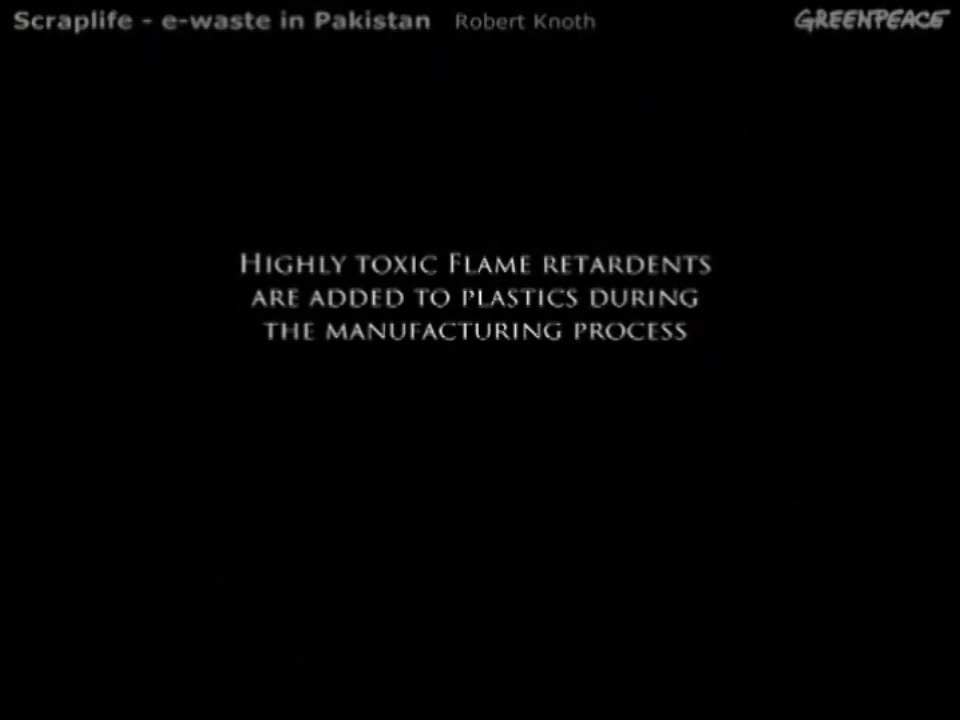 Scraplife - e-waste in Pakistan Robert Knoth GREENPEACE
HIGHLY TOXIC FLAME RETARDENTS
ARE ADDED TO PLASTICS DURING
THE MANUFACTURING PROCESS